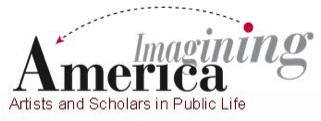 Imagining
America
Artists and Scholars in Public Life